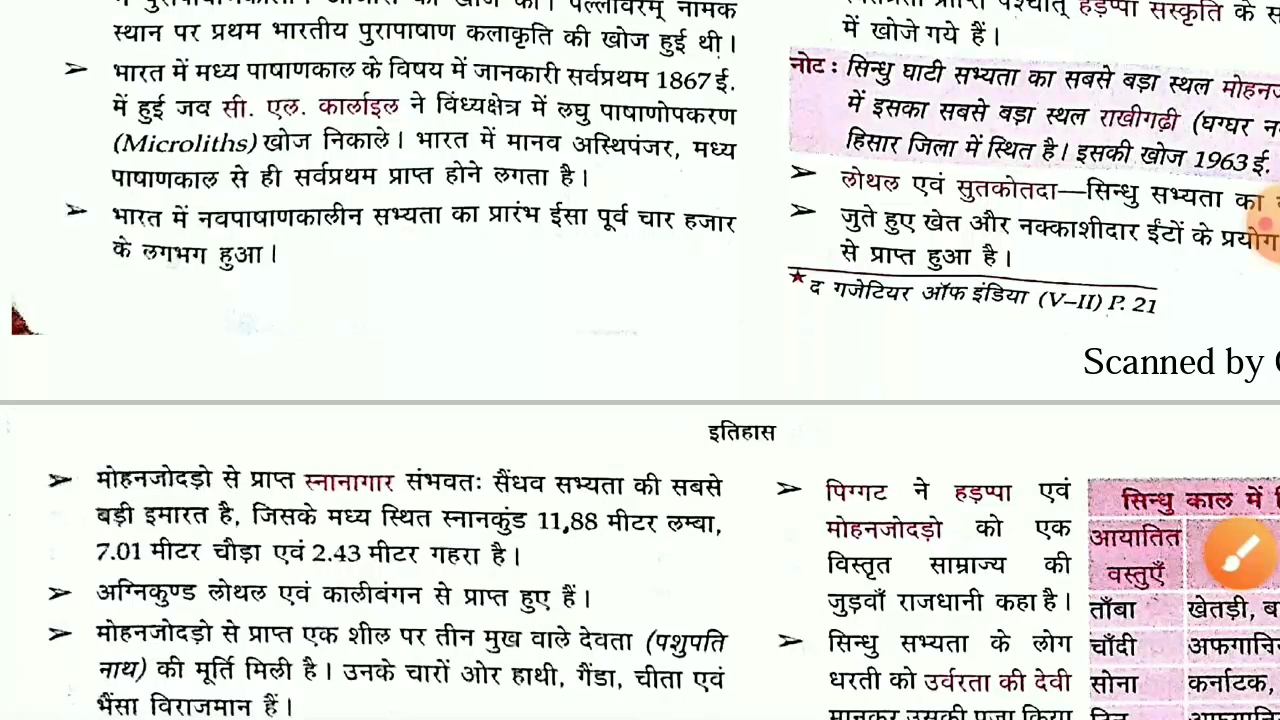 स्थान पर प्रथम भारतीय पुरापाषाण कलाकृति की खोज हुई थी।
➢ भारत में मध्य पाषाणकाल के विषय में जानकारी सर्वप्रथम 1867 ई.
में हुई जब सी. एल. कार्लाइल ने विंध्यक्षेत्र में लघु पाषाणोपकरण
(Microliths) खोज निकाले। भारत में मानव अस्थिपंजर, मध्य
पाषाणकाल से ही सर्वप्रथम प्राप्त होने लगता है।
➢ भारत में नवपाषाणकालीन सभ्यता का प्रारंभ ईसा पूर्व चार हजार
के लगभग हुआ।
हड़प्पा संस्कृति के
में खोजे गये हैं।
नोट : सिन्धु घाटी सभ्यता का सबसे बड़ा स्थल
में इसका सबसे बड़ा स्थल राखीगढ़ी (घग्घर
हिसार जिला में स्थित है। इसकी खोज 1963 ई.
➢ लोथल एवं सुतकोतदा—सिन्धु सभ्यता का
➢ जुते हुए खेत और नक्काशीदार ईंटों के प्रयोग
से प्राप्त हुआ है।
★ द गजेटियर ऑफ इंडिया (V–II) P. 21
Scanned by
इतिहास
➢ मोहनजोदड़ो से प्राप्त स्नानागार संभवतः सैंधव सभ्यता की सबसे
बड़ी इमारत है, जिसके मध्य स्थित स्नानकुंड 11,88 मीटर लम्बा,
7.01 मीटर चौड़ा एवं 2.43 मीटर गहरा है।
➢ अग्निकुण्ड लोथल एवं कालीबंगन से प्राप्त हुए हैं।
➢ मोहनजोदड़ो से प्राप्त एक शील पर तीन मुख वाले देवता (पशुपति
नाथ) की मूर्ति मिली है। उनके चारों ओर हाथी, गैंडा, चीता एवं
भैंसा विराजमान हैं।
➢ पिग्गट ने हड़प्पा एवं
मोहनजोदड़ो को एक
विस्तृत साम्राज्य की
जुड़वाँ राजधानी कहा है।
➢ सिन्धु सभ्यता के लोग
धरती को उर्वरता की देवी
मानकर उसकी पूजा किया
सिन्धु काल में
आयातित
वस्तुएँ
ताँबा खेतड़ी,
चाँदी
सोना कर्नाटक,